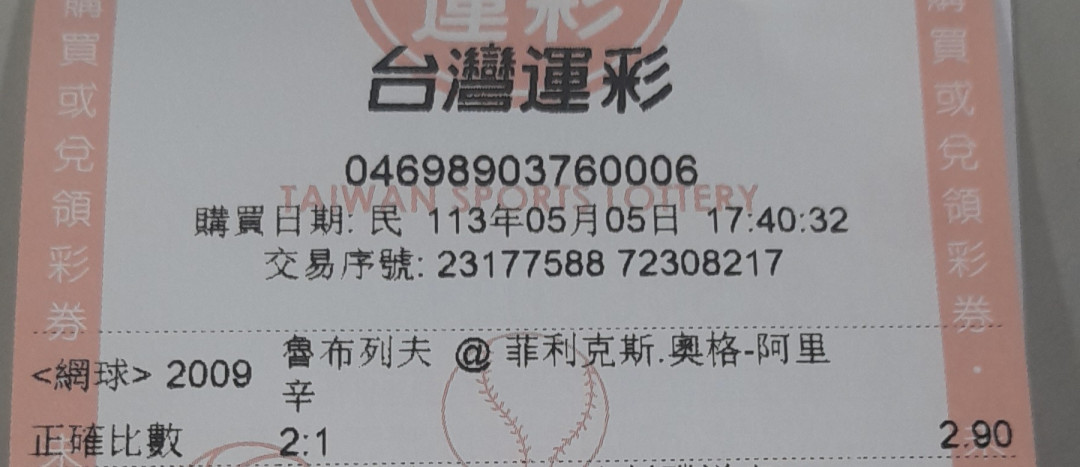 運彩
台灣運彩
04698903760006
TAIWAN SPORTS LOTTERY
購買日期: 民 113年05月05日 17:40:32
交易序號: 23177588 72308217
<網球> 2009 魯布列夫 @ 菲利克斯.奧格-阿里
辛
正確比數 2:1 2.90
購買或兌領彩券
購買或兌領彩券